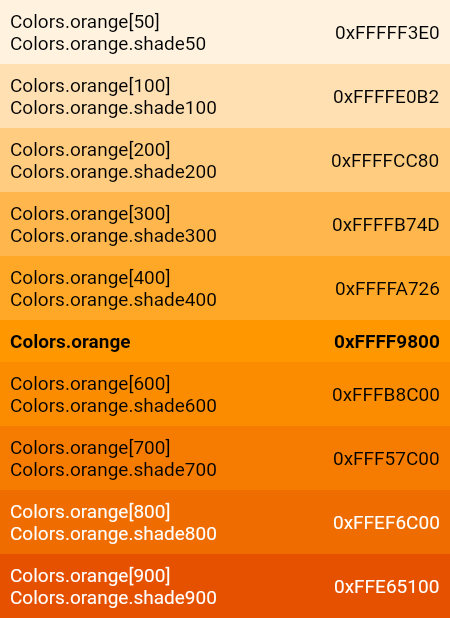 Colors.orange[50]
Colors.orange.shade50
0xFFFFF3E0
Colors.orange[100]
Colors.orange.shade100
0xFFFFE0B2
Colors.orange[200]
Colors.orange.shade200
0xFFFFCC80
Colors.orange[300]
Colors.orange.shade300
0xFFFFB74D
Colors.orange[400]
Colors.orange.shade400
0xFFFFA726
Colors.orange
0xFFFF9800
Colors.orange[600]
Colors.orange.shade600
0xFFFB8C00
Colors.orange[700]
Colors.orange.shade700
0xFFF57C00
Colors.orange[800]
Colors.orange.shade800
0xFFEF6C00
Colors.orange[900]
Colors.orange.shade900
0xFFE65100